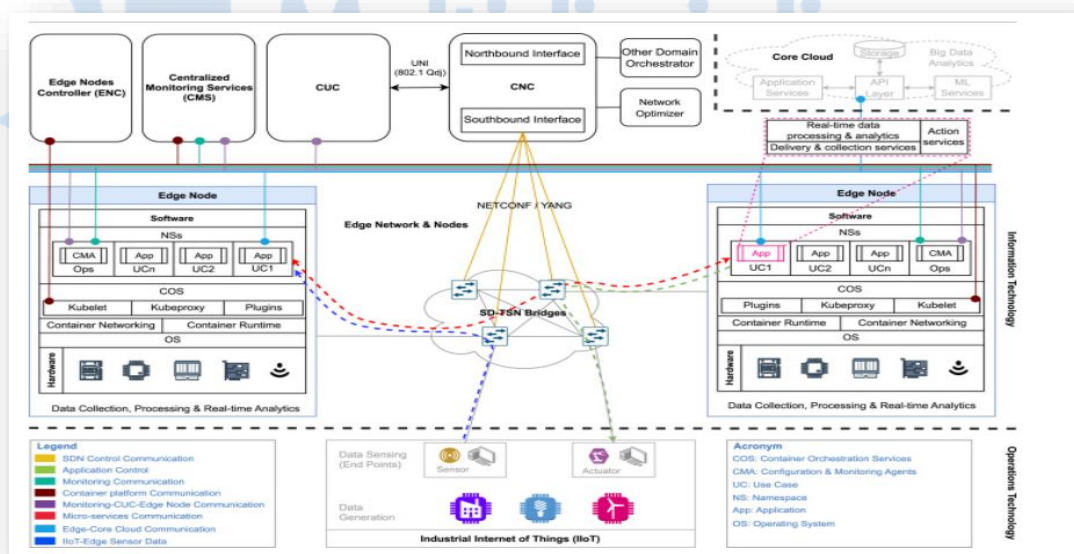 Edge Nodes
Controller (ENC)
Centralized
Monitoring Services
(CMS)
CUC
UNI
(802.1 Qdj)
Northbound Interface
CNC
Southbound Interface
Other Domain
Orchestrator
Network
Optimizer
Core Cloud
Storage
Big Data
Analytics
Application
Services
API
Layer
ML
Services
Real-time data
processing & analytics
Delivery & collection services
Action
services
Edge Node
Software
NSs
CMA
Ops
App
UCn
App
UC2
App
UC1
COS
Kubelet
Kubeproxy
Plugins
Container Networking
Container Runtime
OS
Hardware
Data Collection, Processing & Real-time Analytics
NETCONF / YANG
Edge Network & Nodes
SD-TSN Bridges
Edge Node
Software
NSs
App
UC1
App
UC2
App
UCn
CMA
Ops
COS
Plugins
Kubeproxy
Kubelet
Container Runtime
Container Networking
OS
Hardware
Data Collection, Processing & Real-time Analytics
Information Technology
Legend
SDN Control Communication
Application Control
Monitoring Communication
Container platform Communication
Monitoring-CUC-Edge Node Communication
Micro-services Communication
Edge-Core Cloud Communication
IIoT-Edge Sensor Data
Data Sensing
(End Points)
Sensor
Actuator
Data
Generation
Industrial Internet of Things (IIoT)
Acronym
COS: Container Orchestration Services
CMA: Configuration & Monitoring Agents
UC: Use Case
NS: Namespace
App: Application
OS: Operating System
Operations Technology